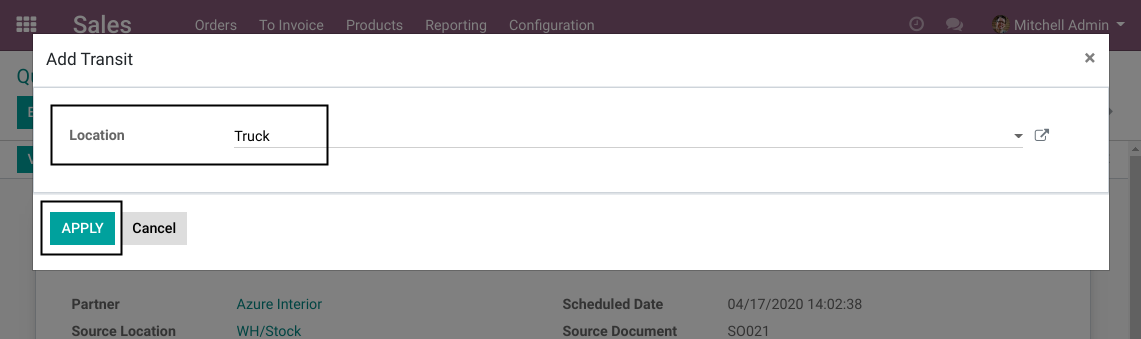 Sales Orders To Invoice Products Reporting Configuration Mitchell Admin
Add Transit ×
Location Truck
APPLY Cancel
Partner Azure Interior Scheduled Date 04/17/2020 14:02:38
Source Location WH/Stock Source Document SO021